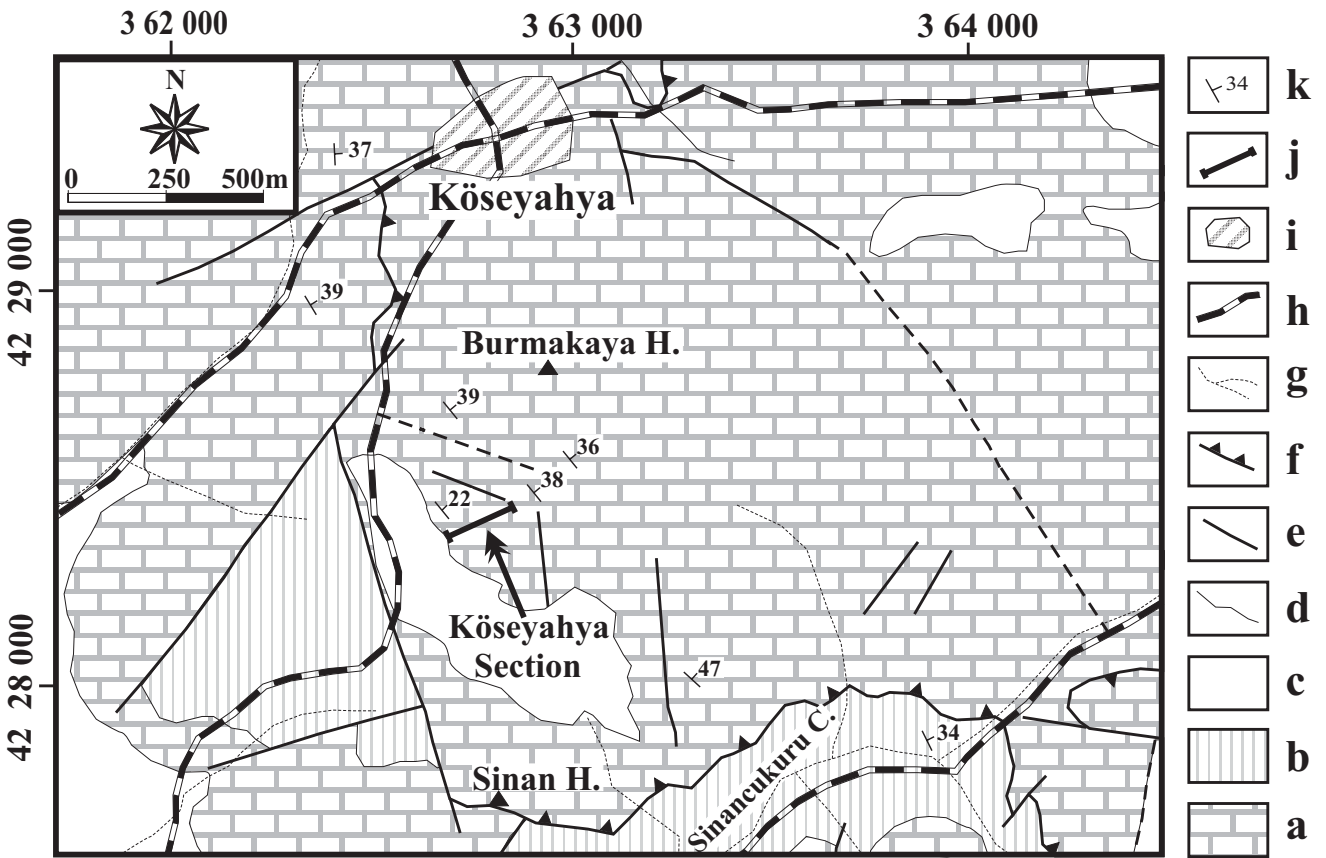 3 62 000
3 63 000
3 64 000
N
0 250 500m
42 29 000
42 28 000
37
Köseyahya
39
Burmakaya H.
39
36
38
22
Köseyahya
Section
47
34
Sinan H.
Sinancukuru C.
34
k
j
i
h
g
f
e
d
c
b
a